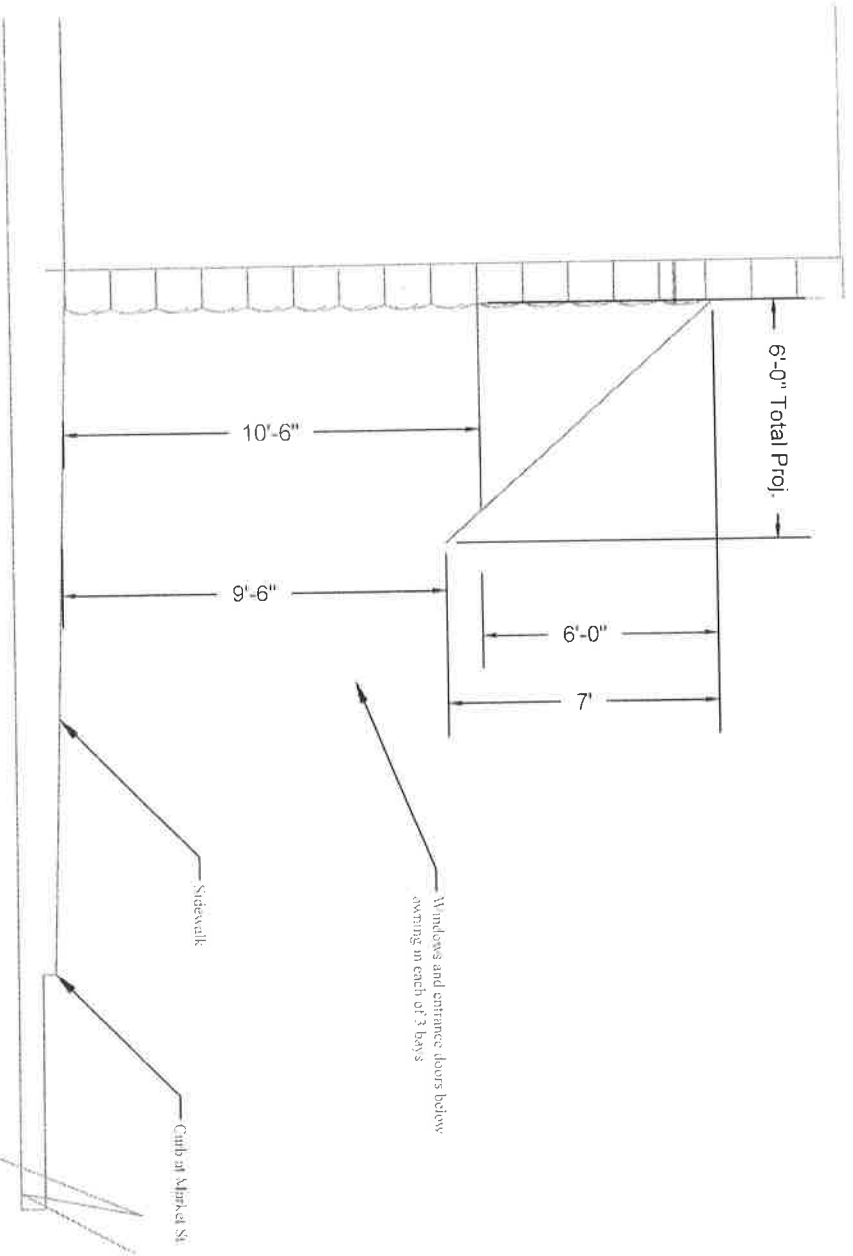 6'-0" Total Proj.
10'-6"
9'-6"
6'-0"
7'
Windows and entrance doors below
owning in each of 3 bays
Sidewalk
Curb at Market St.